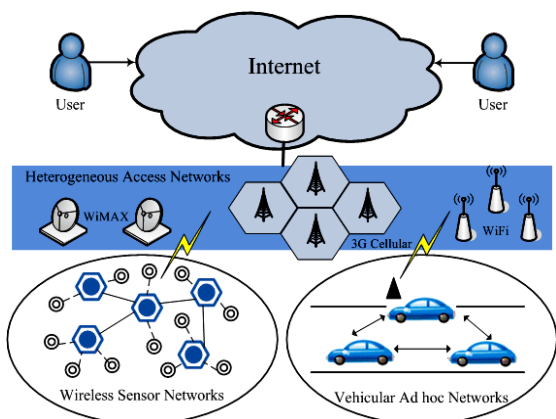 Internet
User
User
Heterogeneous Access Networks
WiMAX
WiFi
3G Cellular
Wireless Sensor Networks
Vehicular Ad hoc Networks